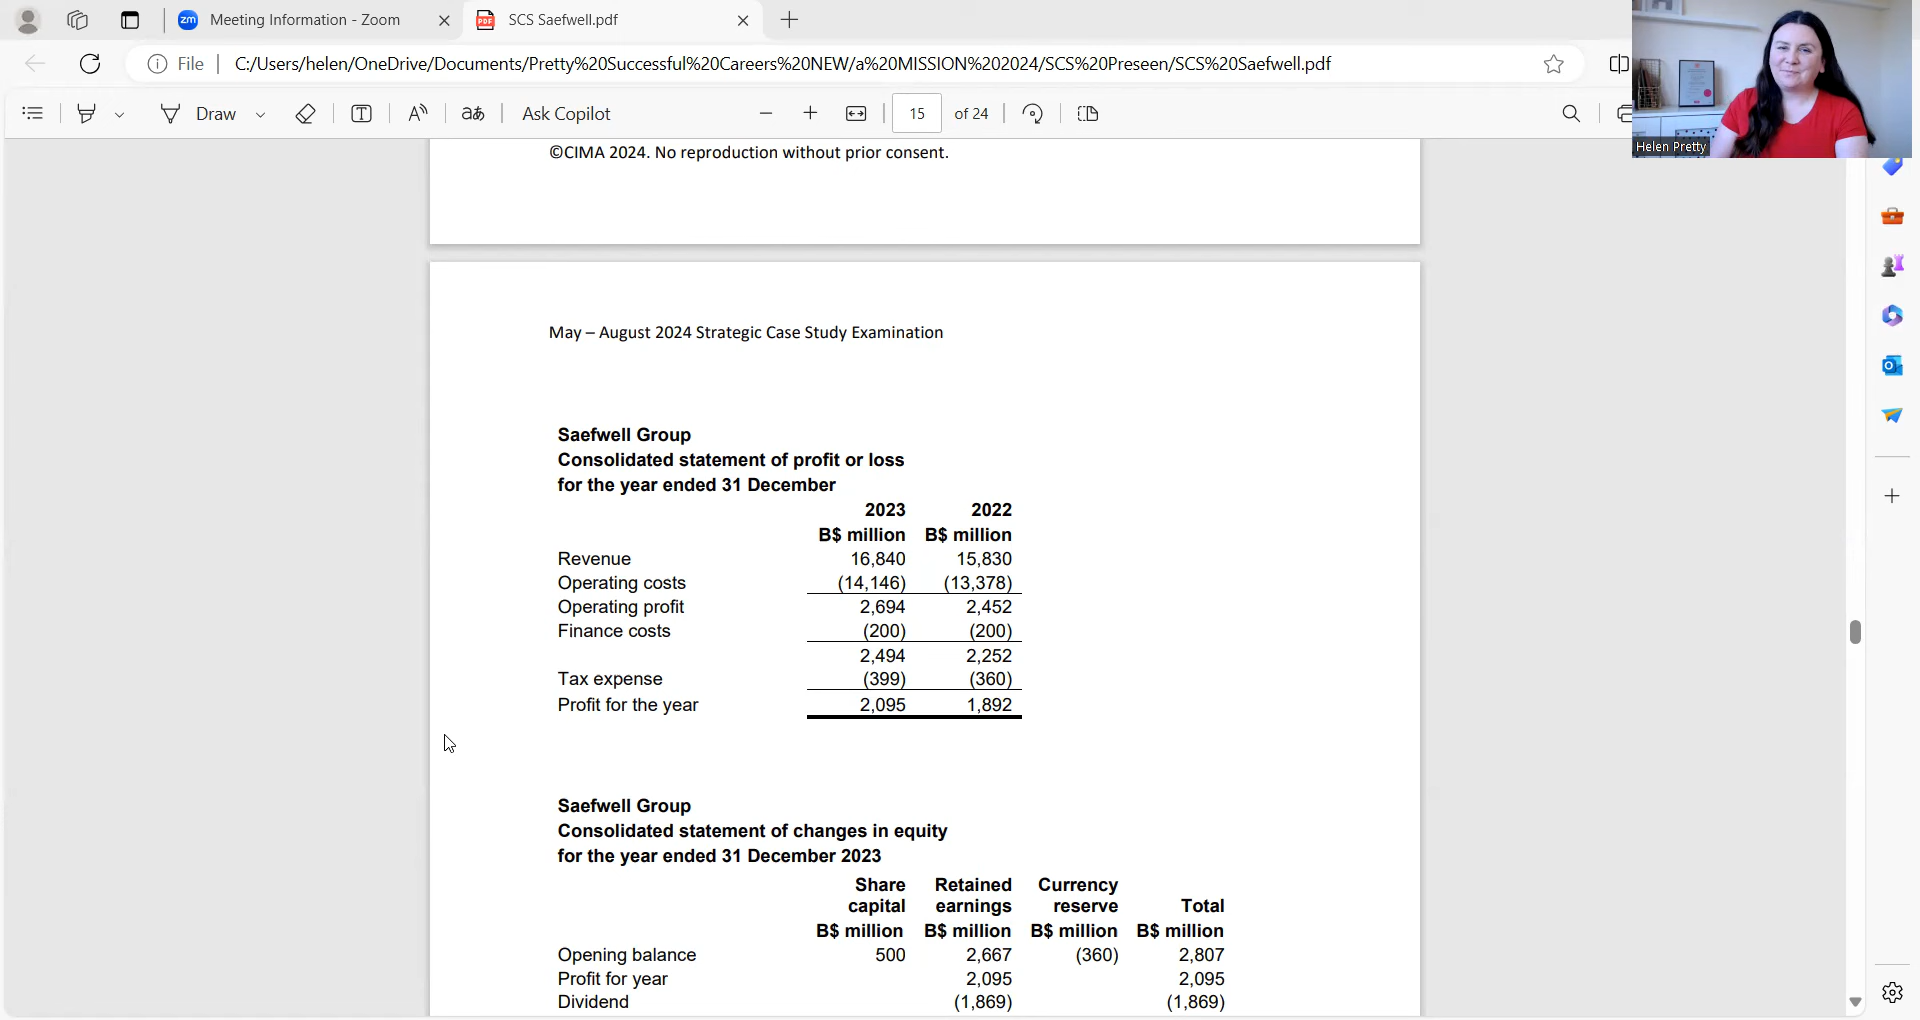 zm Meeting Information - Zoom
PDF SCS Saefwell.pdf
File C:/Users/helen/OneDrive/Documents/Pretty%20Successful%20Careers%20NEW/a%20MISSION%202024/SCS%20Preseen/SCS%20Saefwell.pdf
Draw aあ Ask Copilot 15 of 24
Helen Pretty
©CIMA 2024. No reproduction without prior consent.
May – August 2024 Strategic Case Study Examination
Saefwell Group
Consolidated statement of profit or loss
for the year ended 31 December
2023 2022
B$ million B$ million
Revenue 16,840 15,830
Operating costs (14,146) (13,378)
Operating profit 2,694 2,452
Finance costs (200) (200)
2,494 2,252
Tax expense (399) (360)
Profit for the year 2,095 1,892
Saefwell Group
Consolidated statement of changes in equity
for the year ended 31 December 2023
Share Retained Currency
capital earnings reserve Total
B$ million B$ million B$ million B$ million
Opening balance 500 2,667 (360) 2,807
Profit for year 2,095 2,095
Dividend (1,869) (1,869)